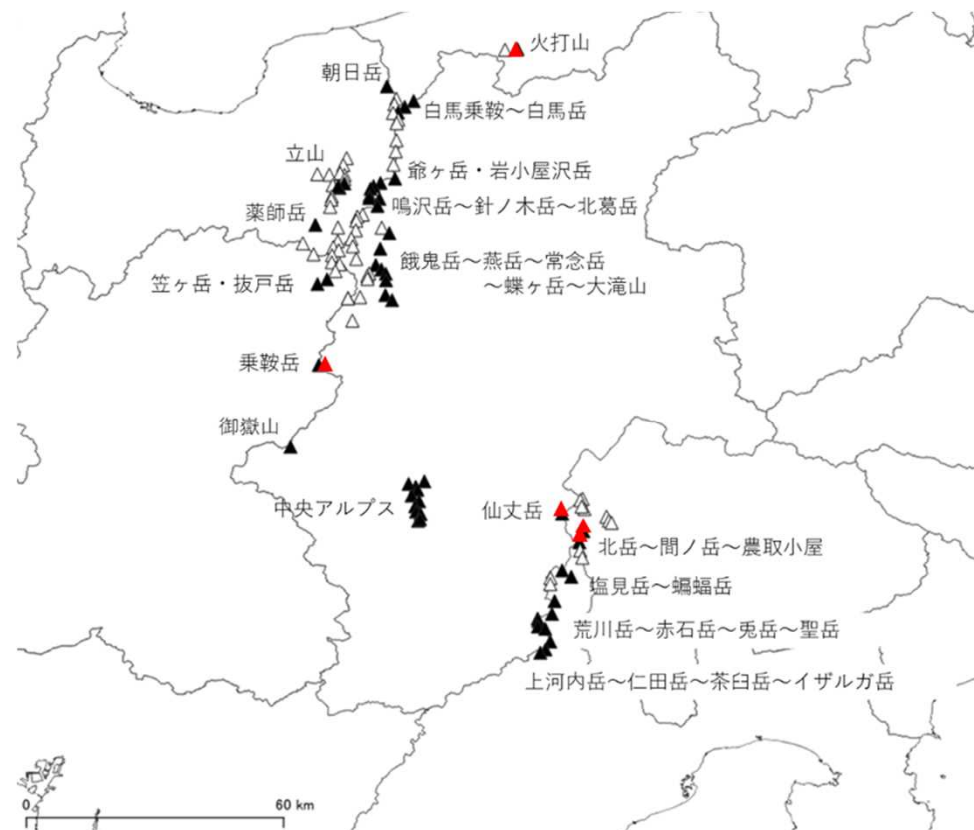 火打山
朝日岳
白馬乗鞍～白馬岳
立山
爺ヶ岳・岩小屋沢岳
鳴沢岳～針ノ木岳～北葛岳
薬師岳
餓鬼岳～燕岳～常念岳
～蝶ヶ岳～大滝山
笠ヶ岳・抜戸岳
乗鞍岳
御嶽山
中央アルプス
仙丈岳
北岳～間ノ岳～農取小屋
塩見岳～蝙蝠岳
荒川岳～赤石岳～兎岳～聖岳
上河内岳～仁田岳～茶臼岳～イザルガ岳
0
60 km